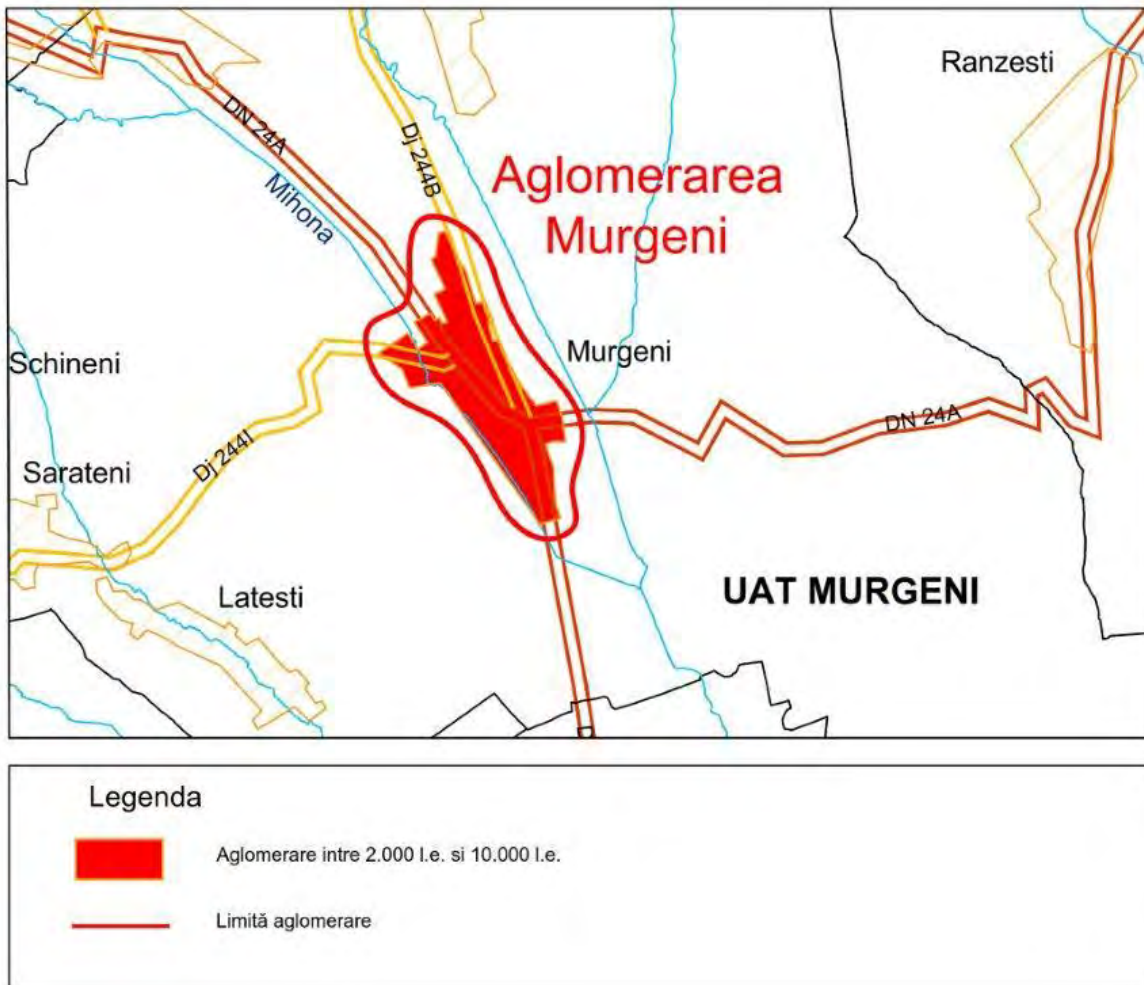 Ranzesti
DN 24A
Dj 244B
Mihona
Aglomerarea
Murgeni
Schineni
Murgeni
DN 24A
Dj 244I
Sarateni
Latesti
UAT MURGENI
D
Legenda
Aglomerare intre 2.000 l.e. si 10.000 l.e.
Limită aglomerare